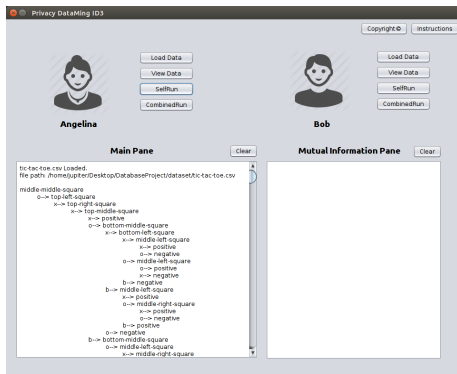 Privacy DataMing ID3
Copyright© Instructions
Load Data
View Data
SelfRun
CombinedRun
Angelina
Load Data
View Data
SelfRun
CombinedRun
Bob
Main Pane Clear
Mutual Information Pane Clear
tic-tac-toe.csv Loaded.
file path: /home/jupiter/Desktop/DatabaseProject/dataset/tic-tac-toe.csv
middle-middle-square
o--> top-left-square
x--> top-right-square
x--> top-middle-square
x--> positive
o--> bottom-middle-square
x--> bottom-left-square
x--> middle-left-square
x--> positive
o--> negative
o--> middle-left-square
o--> positive
x--> negative
b--> negative
b--> middle-left-square
x--> positive
o--> middle-right-square
x--> positive
o--> negative
b--> positive
o--> negative
b--> bottom-middle-square
o--> middle-left-square
x--> middle-right-square